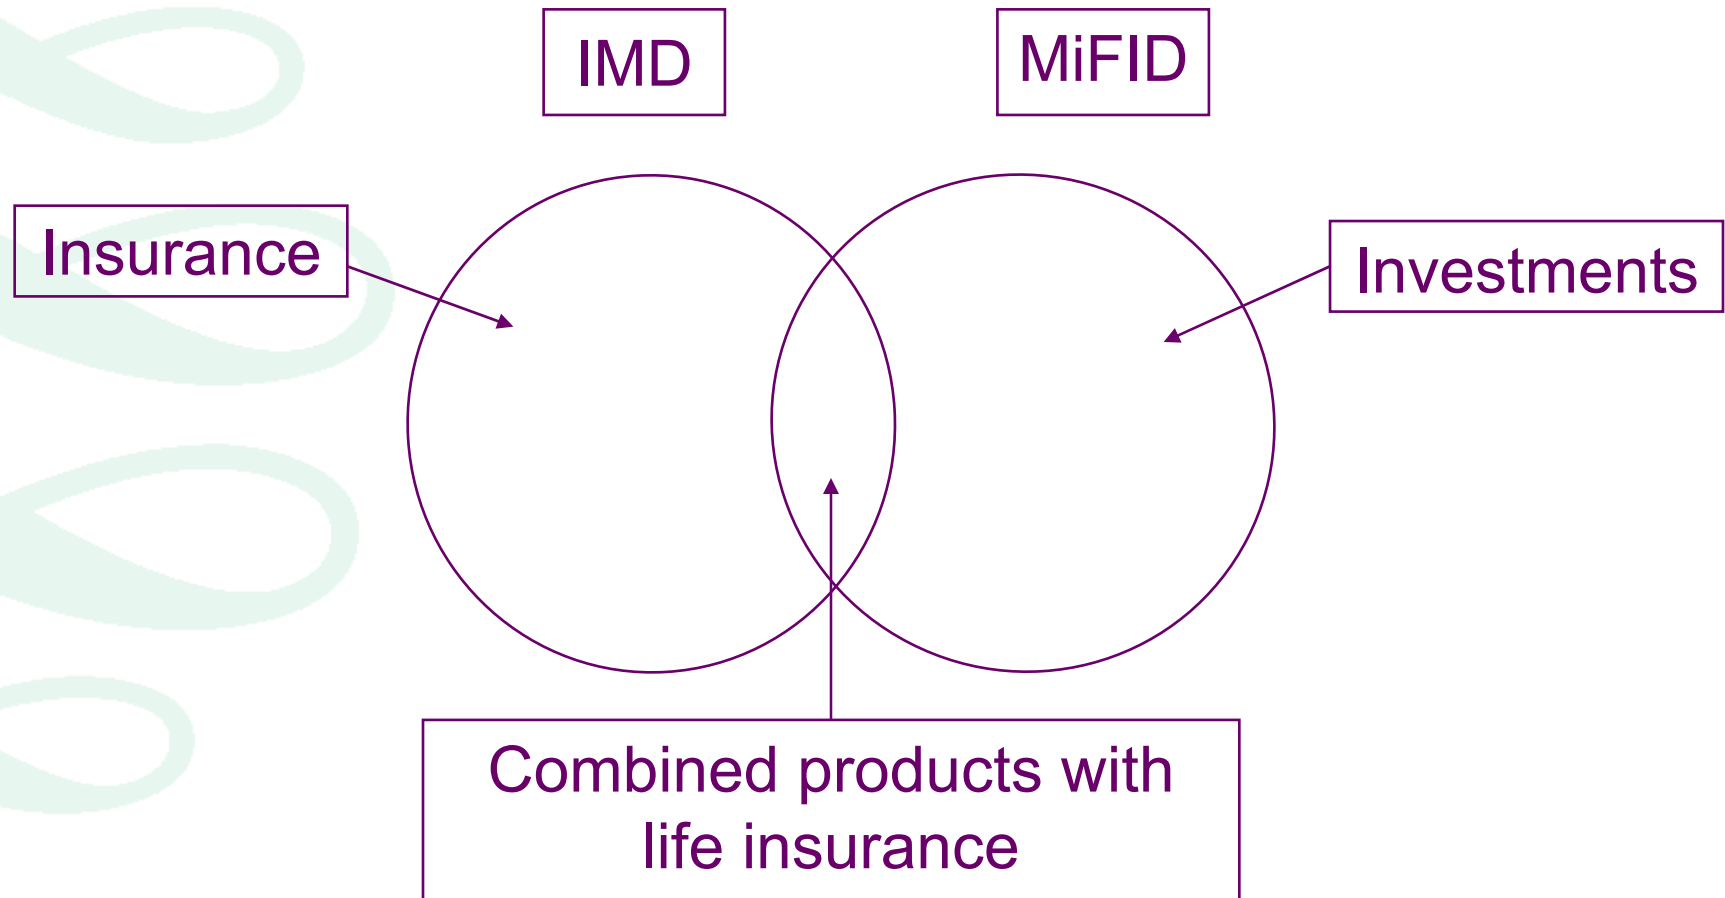 IMD
MiFID
Insurance
Investments
Combined products with
life insurance